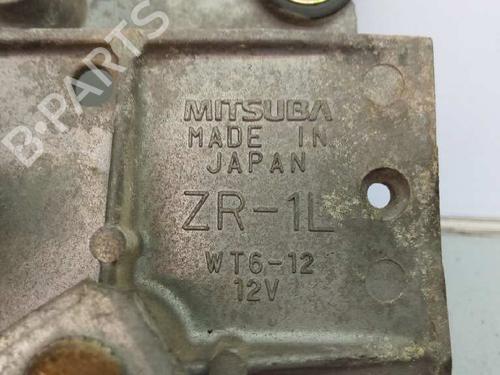 MITSUBA
MADE IN
JAPAN
ZR-1L
WT6-12
12V
B-PARTS